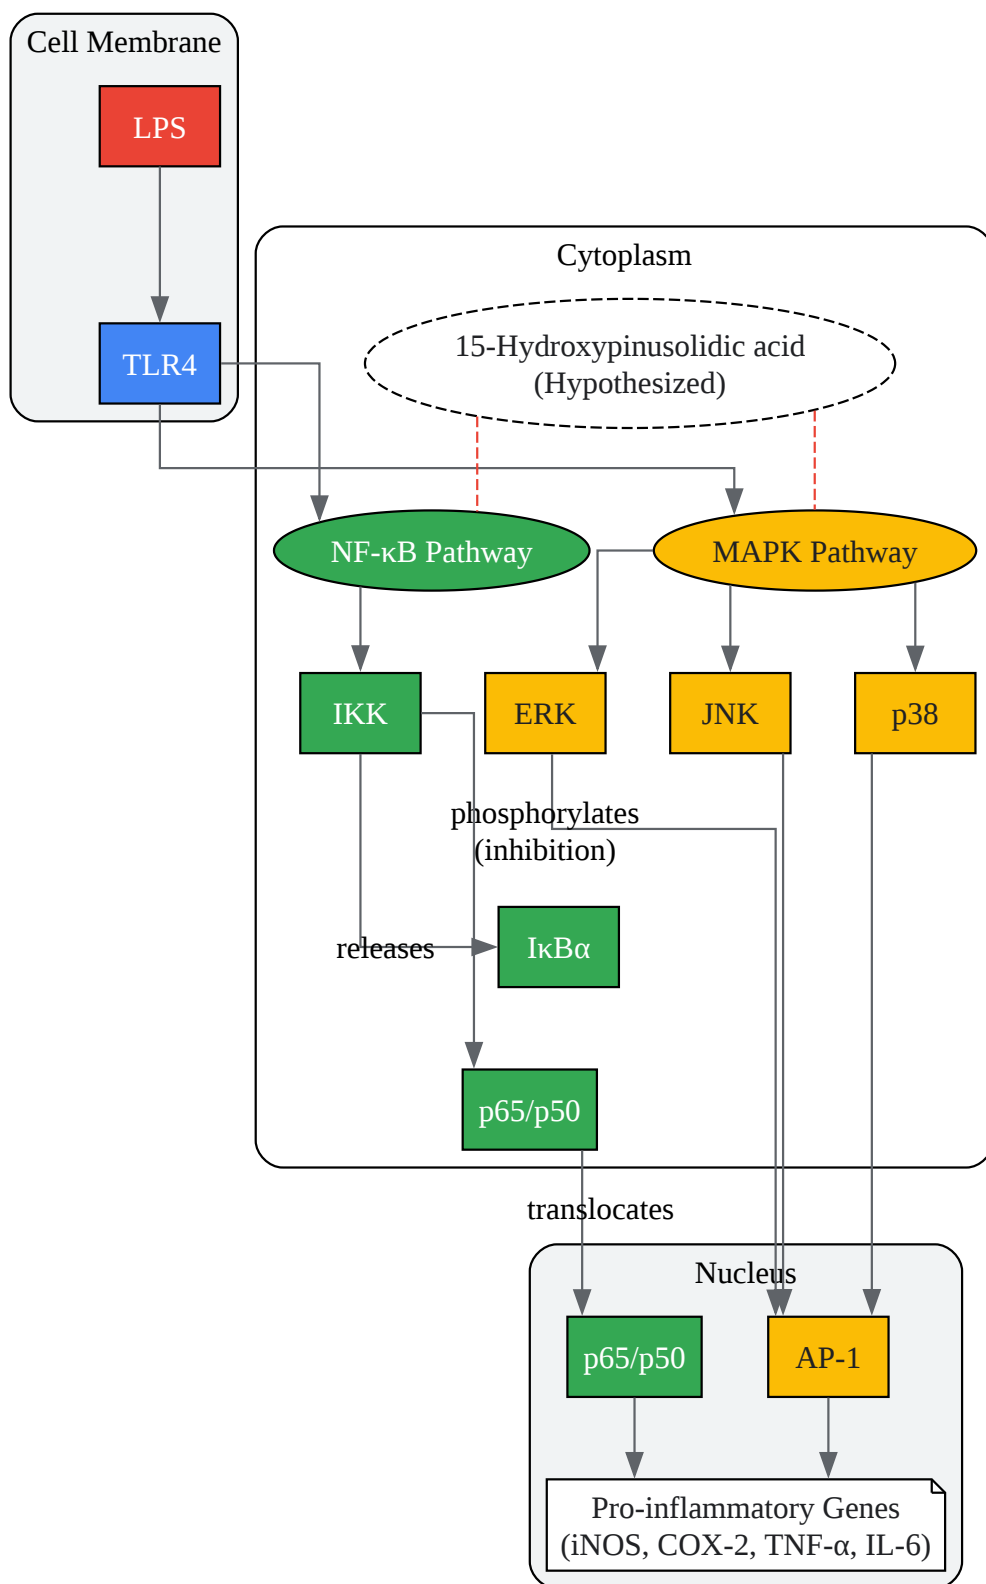 Cell Membrane
LPS
TLR4
Cytoplasm
15-Hydroxypinusolidic acid
(Hypothesized)
NF-κB Pathway
MAPK Pathway
IKK
ERK
JNK
p38
phosphorylates
(inhibition)
releases
IκBα
p65/p50
translocates
Nucleus
p65/p50
AP-1
Pro-inflammatory Genes
(iNOS, COX-2, TNF-α, IL-6)